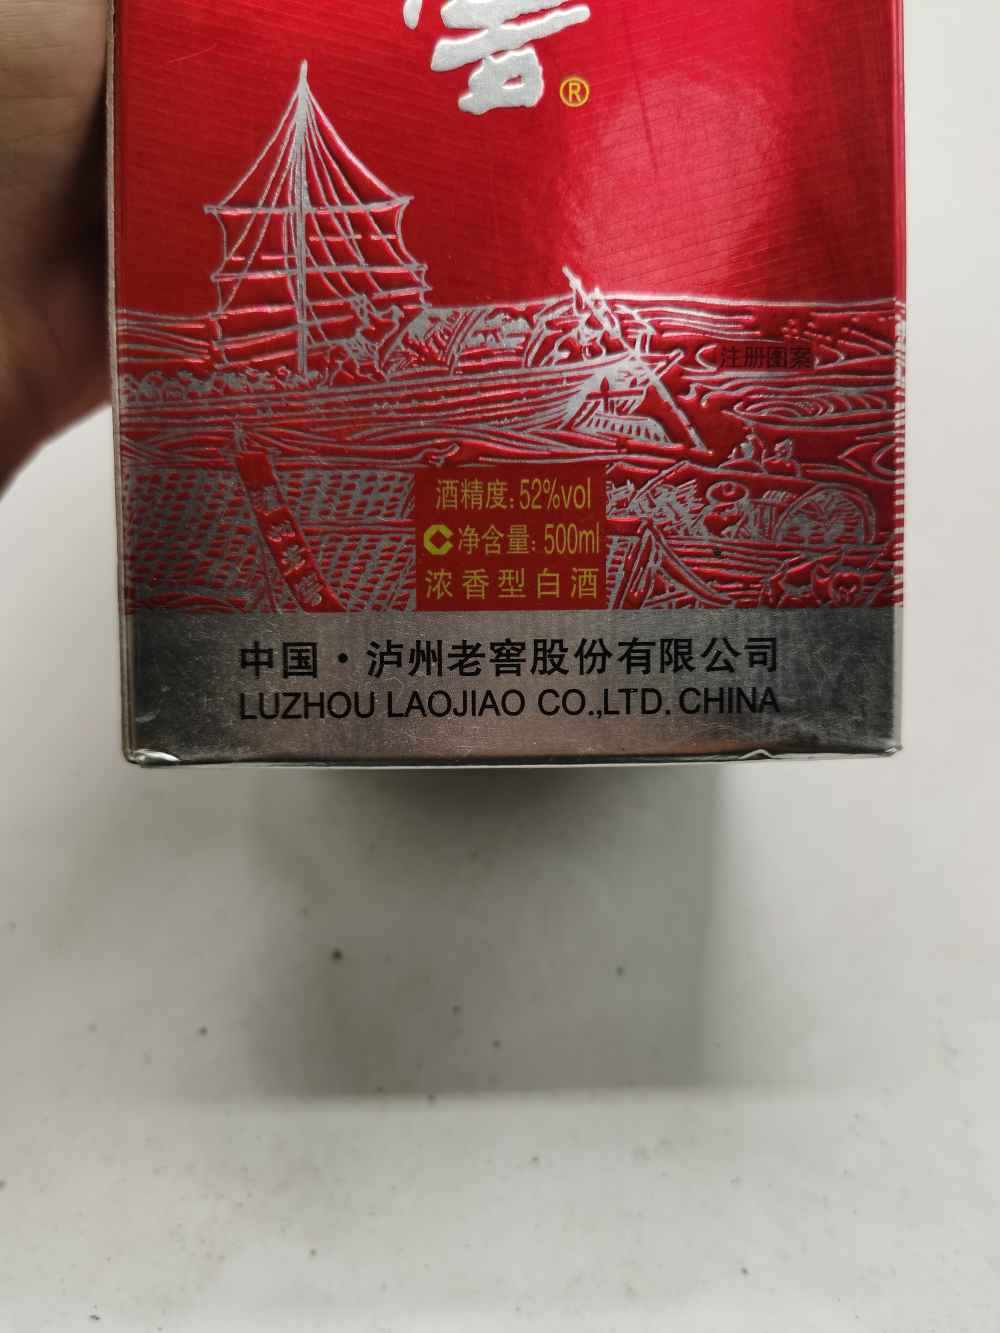 窖®
注册图案
酒精度:52%vol
净含量:500ml
浓香型白酒
中国·泸州老窖股份有限公司
LUZHOU LAOJIAO CO.,LTD.CHINA